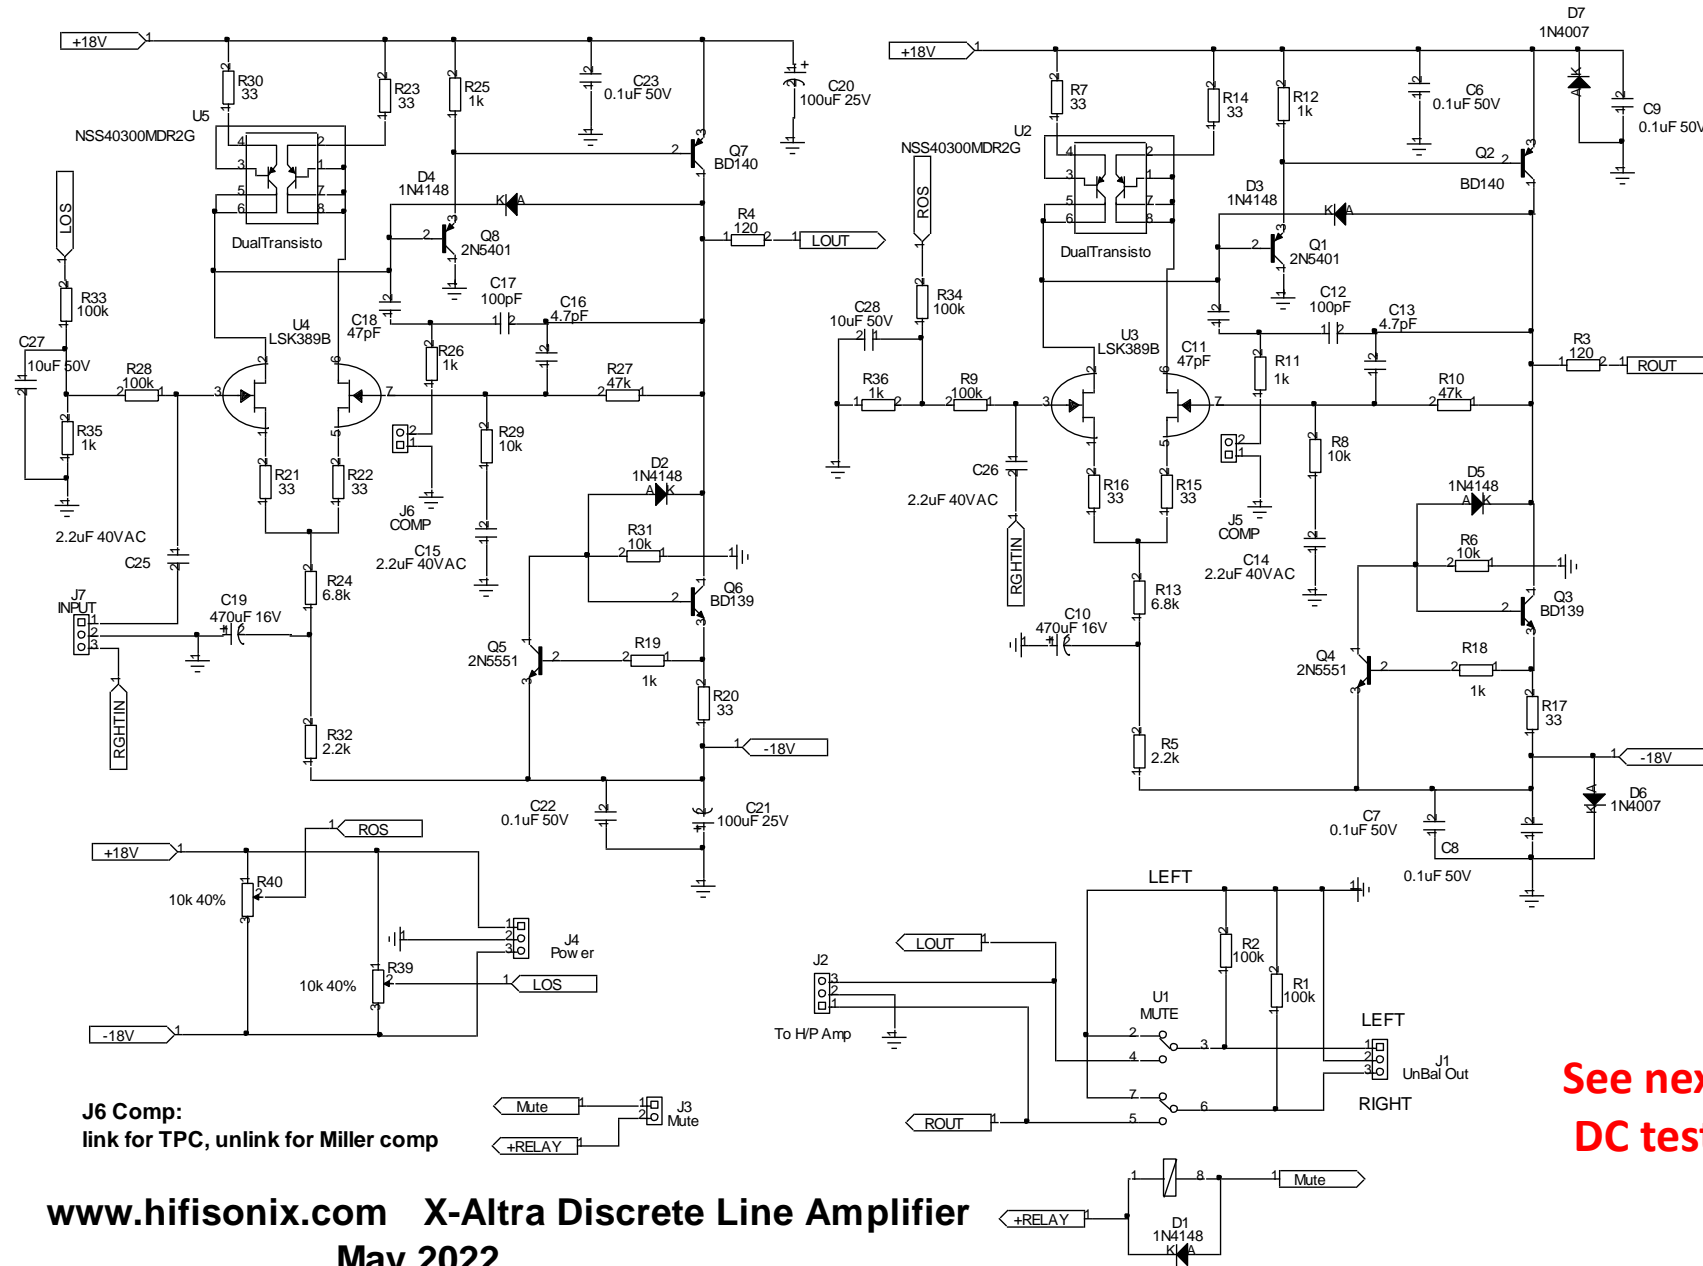 +18V
R30
33
R23
33
R25
1k
C23
0.1uF 50V
C20
100uF 25V
U5
NSS40300MDR2G
DualTransisto
D4
1N4148
Q7
BD140
Q8
2N5401
R4
120
LOUT
LOS
R33
100k
C27
10uF 50V
R28
100k
R35
1k
U4
LSK389B
C18
47pF
C17
100pF
C16
4.7pF
R26
1k
R27
47k
R29
10k
R21
33
R22
33
J6
COMP
D2
1N4148
R31
10k
C15
2.2uF 40VAC
2.2uF 40VAC
C25
J7
INPUT
RGHTIN
C19
470uF 16V
R24
6.8k
R32
2.2k
Q6
BD139
Q5
2N5551
R19
1k
R20
33
-18V
C22
0.1uF 50V
C21
100uF 25V
+18V
R7
33
R14
33
R12
1k
C6
0.1uF 50V
D7
1N4007
C9
0.1uF 50V
U2
NSS40300MDR2G
DualTransisto
ROS
Q2
BD140
D3
1N4148
Q1
2N5401
R34
100k
C28
10uF 50V
R36
1k
R9
100k
U3
LSK389B
C11
47pF
C12
100pF
C13
4.7pF
R11
1k
R10
47k
R3
120
ROUT
R8
10k
C26
2.2uF 40VAC
RGHTIN
R16
33
R15
33
J5
COMP
D5
1N4148
R6
10k
C14
2.2uF 40VAC
C10
470uF 16V
R13
6.8k
R5
2.2k
Q3
BD139
Q4
2N5551
R18
1k
R17
33
-18V
D6
1N4007
C7
0.1uF 50V
C8
0.1uF 50V
+18V
ROS
R40
10k 40%
R39
10k 40%
LOS
J4
Power
-18V
LEFT
LOUT
J2
To H/P Amp
R2
100k
R1
100k
U1
MUTE
LEFT
J1
UnBal Out
RIGHT
ROUT
See nex
DC test
J6 Comp:
link for TPC, unlink for Miller comp
Mute
+RELAY
J3
Mute
+RELAY
D1
1N4148
Mute
www.hifisonix.com X-Altra Discrete Line Amplifier
May 2022